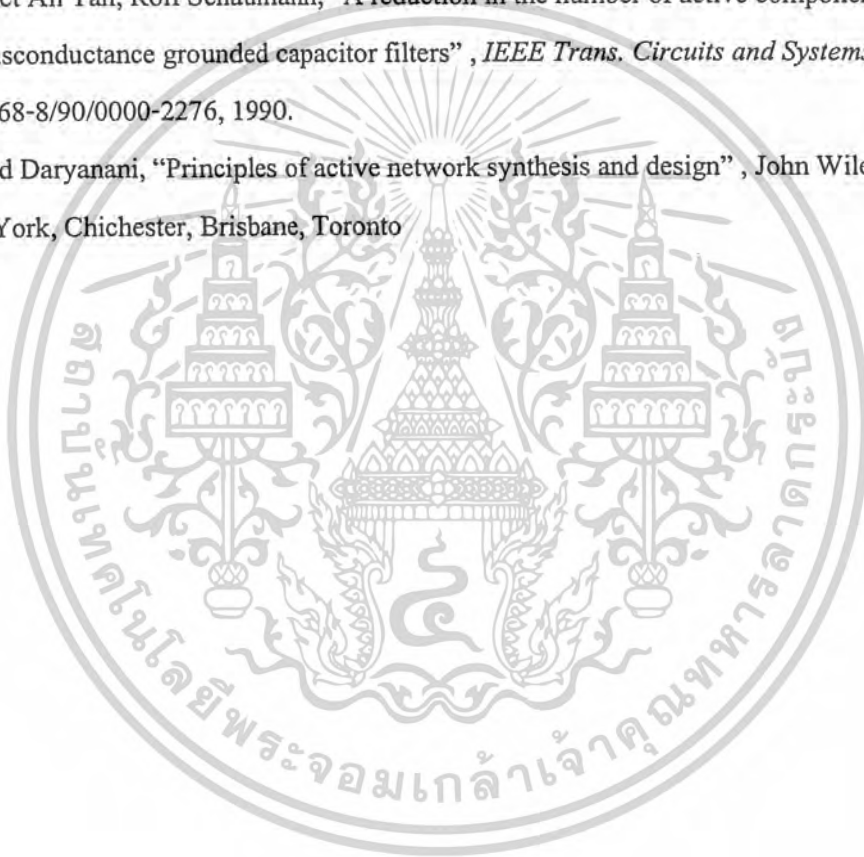 et An Tan, Rolf Schaumann, “A reduction in the number of active
sconductance grounded capacitor filters” , IEEE Trans. Circuits and Systems
68-8/90/0000-2276, 1990.
d Daryanani, “Principles of active network synthesis and design” , John
York, Chichester, Brisbane, Toronto
สถาบันเทคโนโลยีพระจอมเกล้าเจ้าคุณทหารลาดกระบัง